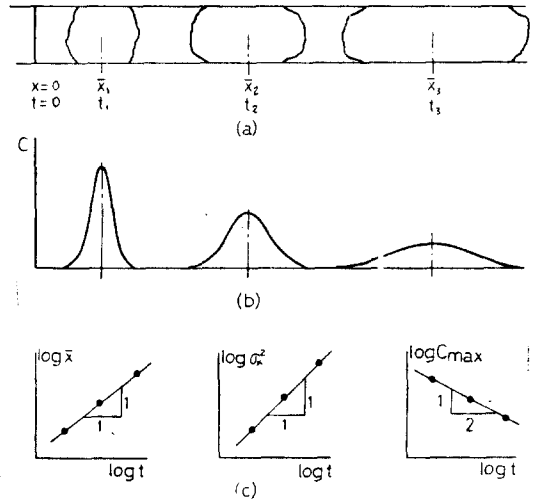 x=0 x̄₁ x̄₂ x̄₃
t=0 t₁ t₂ t₃
(a)
C
(b)
log x̄
1
1
log t
log σₓ²
1
1
log t
log Cmax
1
2
log t
(c)